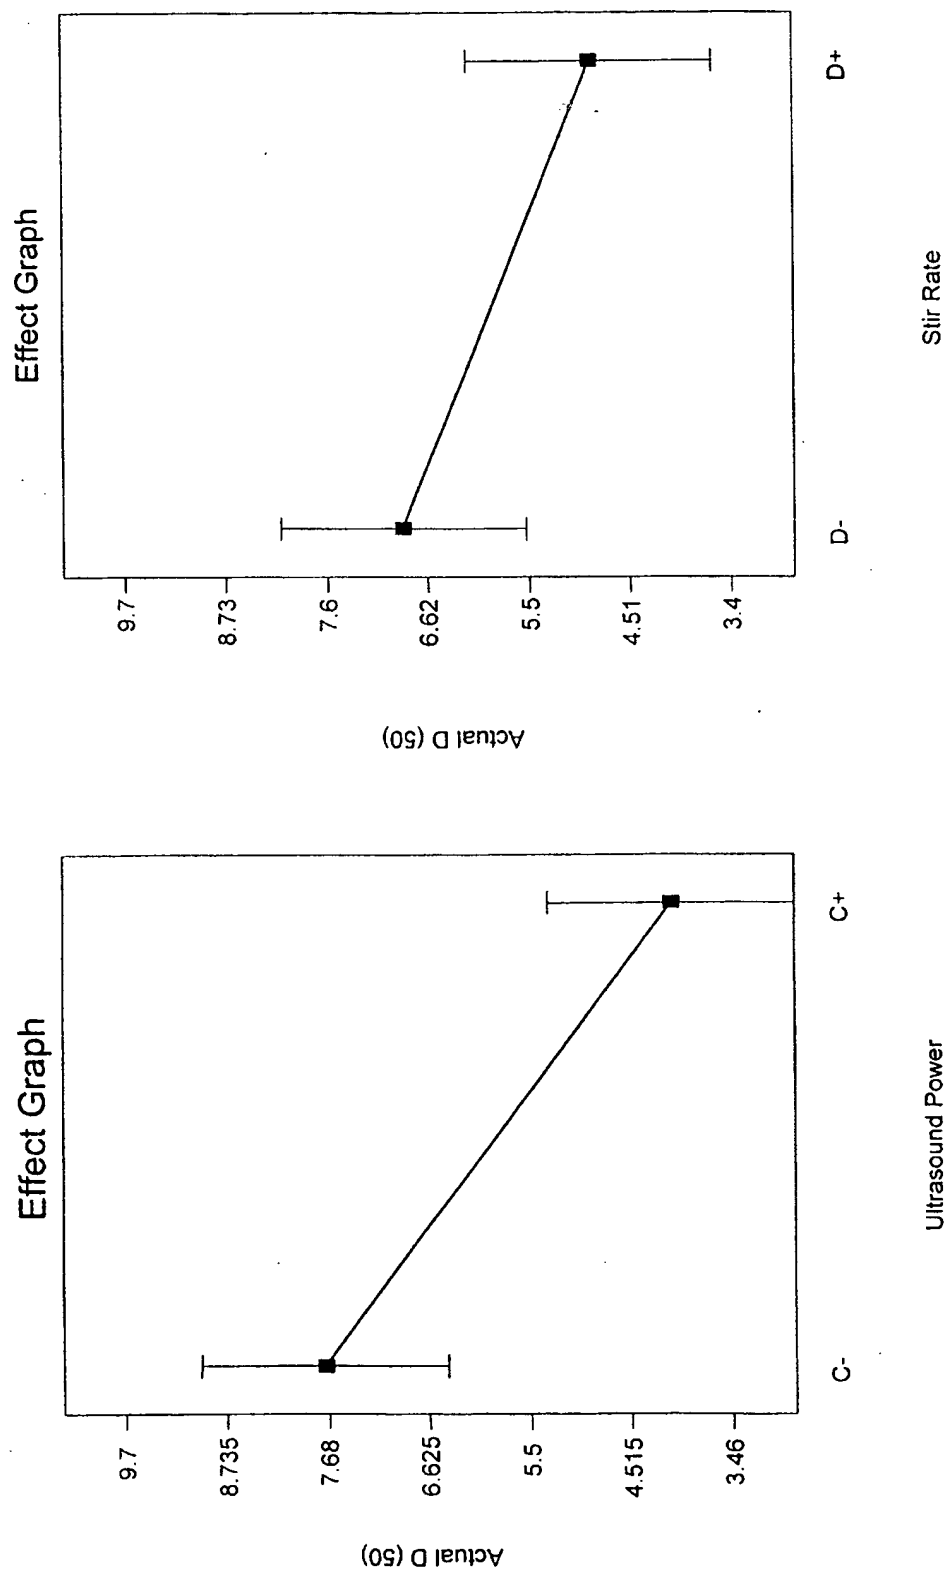 Effect Graph
Actual D (50)
9.7
8.735
7.68
6.625
5.5
4.515
3.46
C-
C+
Ultrasound Power
Effect Graph
Actual D (50)
9.7
8.73
7.6
6.62
5.5
4.51
3.4
D-
D+
Stir Rate